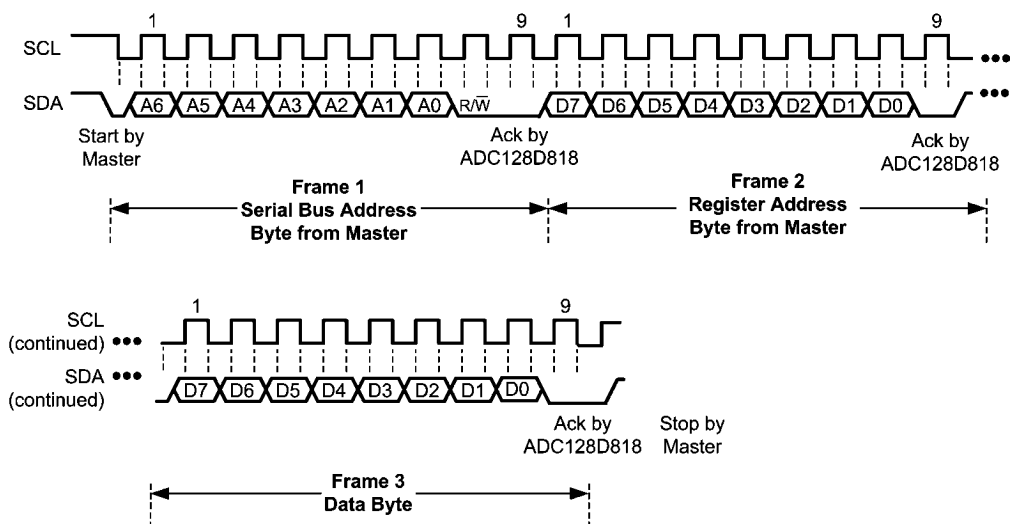 1 9 1 9
SCL
SDA A6 A5 A4 A3 A2 A1 A0 R/W̅ D7 D6 D5 D4 D3 D2 D1 D0
Start by
Master
Ack by
ADC128D818
Ack by
ADC128D818
Frame 1
Serial Bus Address
Byte from Master
Frame 2
Register Address
Byte from Master
1 9
SCL
(continued)
SDA
(continued)
D7 D6 D5 D4 D3 D2 D1 D0
Ack by
ADC128D818
Stop by
Master
Frame 3
Data Byte